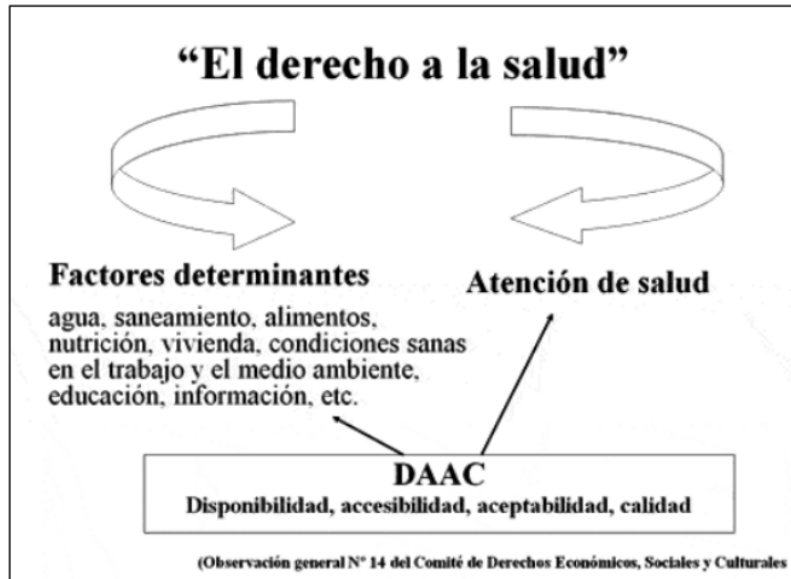 “El derecho a la salud”
Factores determinantes
agua, saneamiento, alimentos,
nutrición, vivienda, condiciones sanas
en el trabajo y el medio ambiente,
educación, información, etc.
Atención de salud
DAAC
Disponibilidad, accesibilidad, aceptabilidad, calidad
(Observación general Nº 14 del Comité de Derechos Económicos, Sociales y Culturales